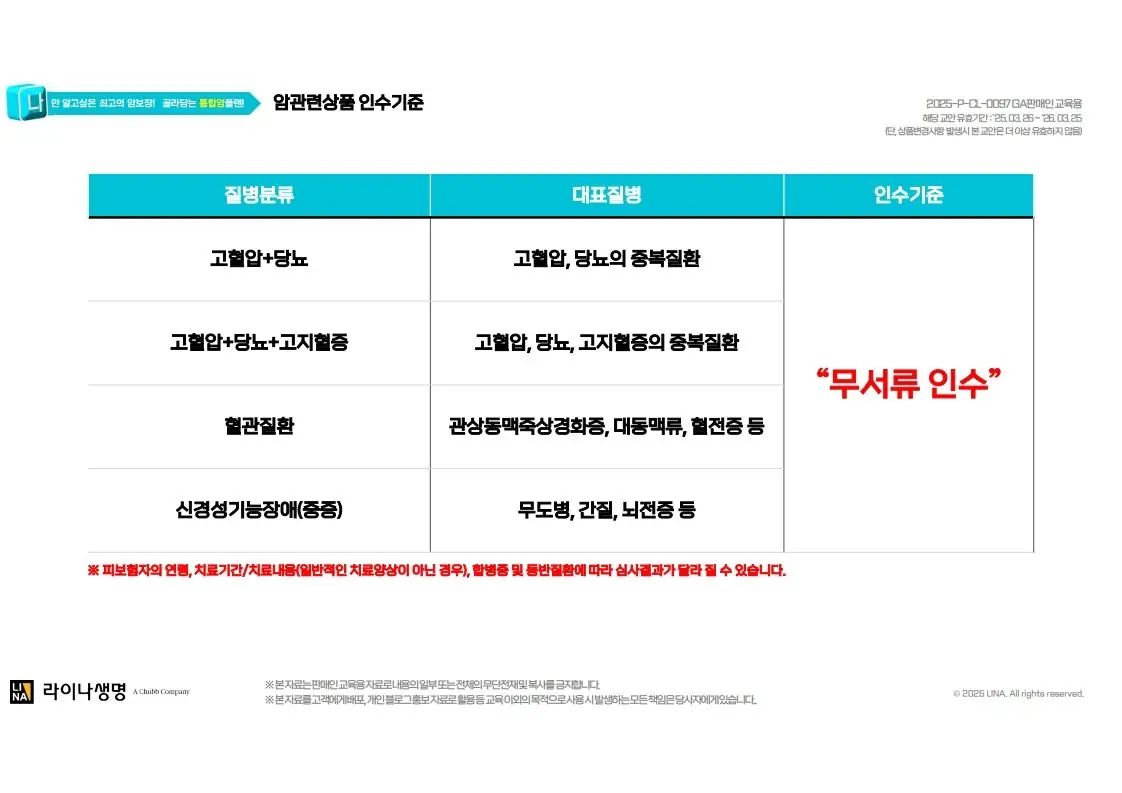 나만 알고싶은 최고의 암보장! 골라담는 통합암플랜! 암관련상품 인수기준
2025-P-CL-0097 GA판매인 교육용
해당 교안 유효기간 : '25. 03. 26 ~ '26. 03. 25
(단, 상품변경사항 발생시 본 교안은 더 이상 유효하지 않음)
질병분류 대표질병 인수기준
고혈압+당뇨 고혈압, 당뇨의 중복질환
고혈압+당뇨+고지혈증 고혈압, 당뇨, 고지혈증의 중복질환
“무서류 인수”
혈관질환 관상동맥죽상경화증, 대동맥류, 혈전증 등
신경성기능장애(중증) 무도병, 간질, 뇌전증 등
※ 피보험자의 연령, 치료기간/치료내용(일반적인 치료양상이 아닌 경우), 합병증 및 동반질환에 따라 심사결과가 달라 질 수 있습니다.
LINA 라이나생명 A Chubb Company
※ 본 자료는 판매인 교육용 자료로 내용의 일부 또는 전체의 무단전재 및 복사를 금지합니다.
※ 본 자료를 고객에게 배포, 개인 블로그 홍보 자료로 활용 등 교육 이외의 목적으로 사용 시 발생하는 모든 책임은 당사자에게 있습니다.
© 2025 LINA. All rights reserved.